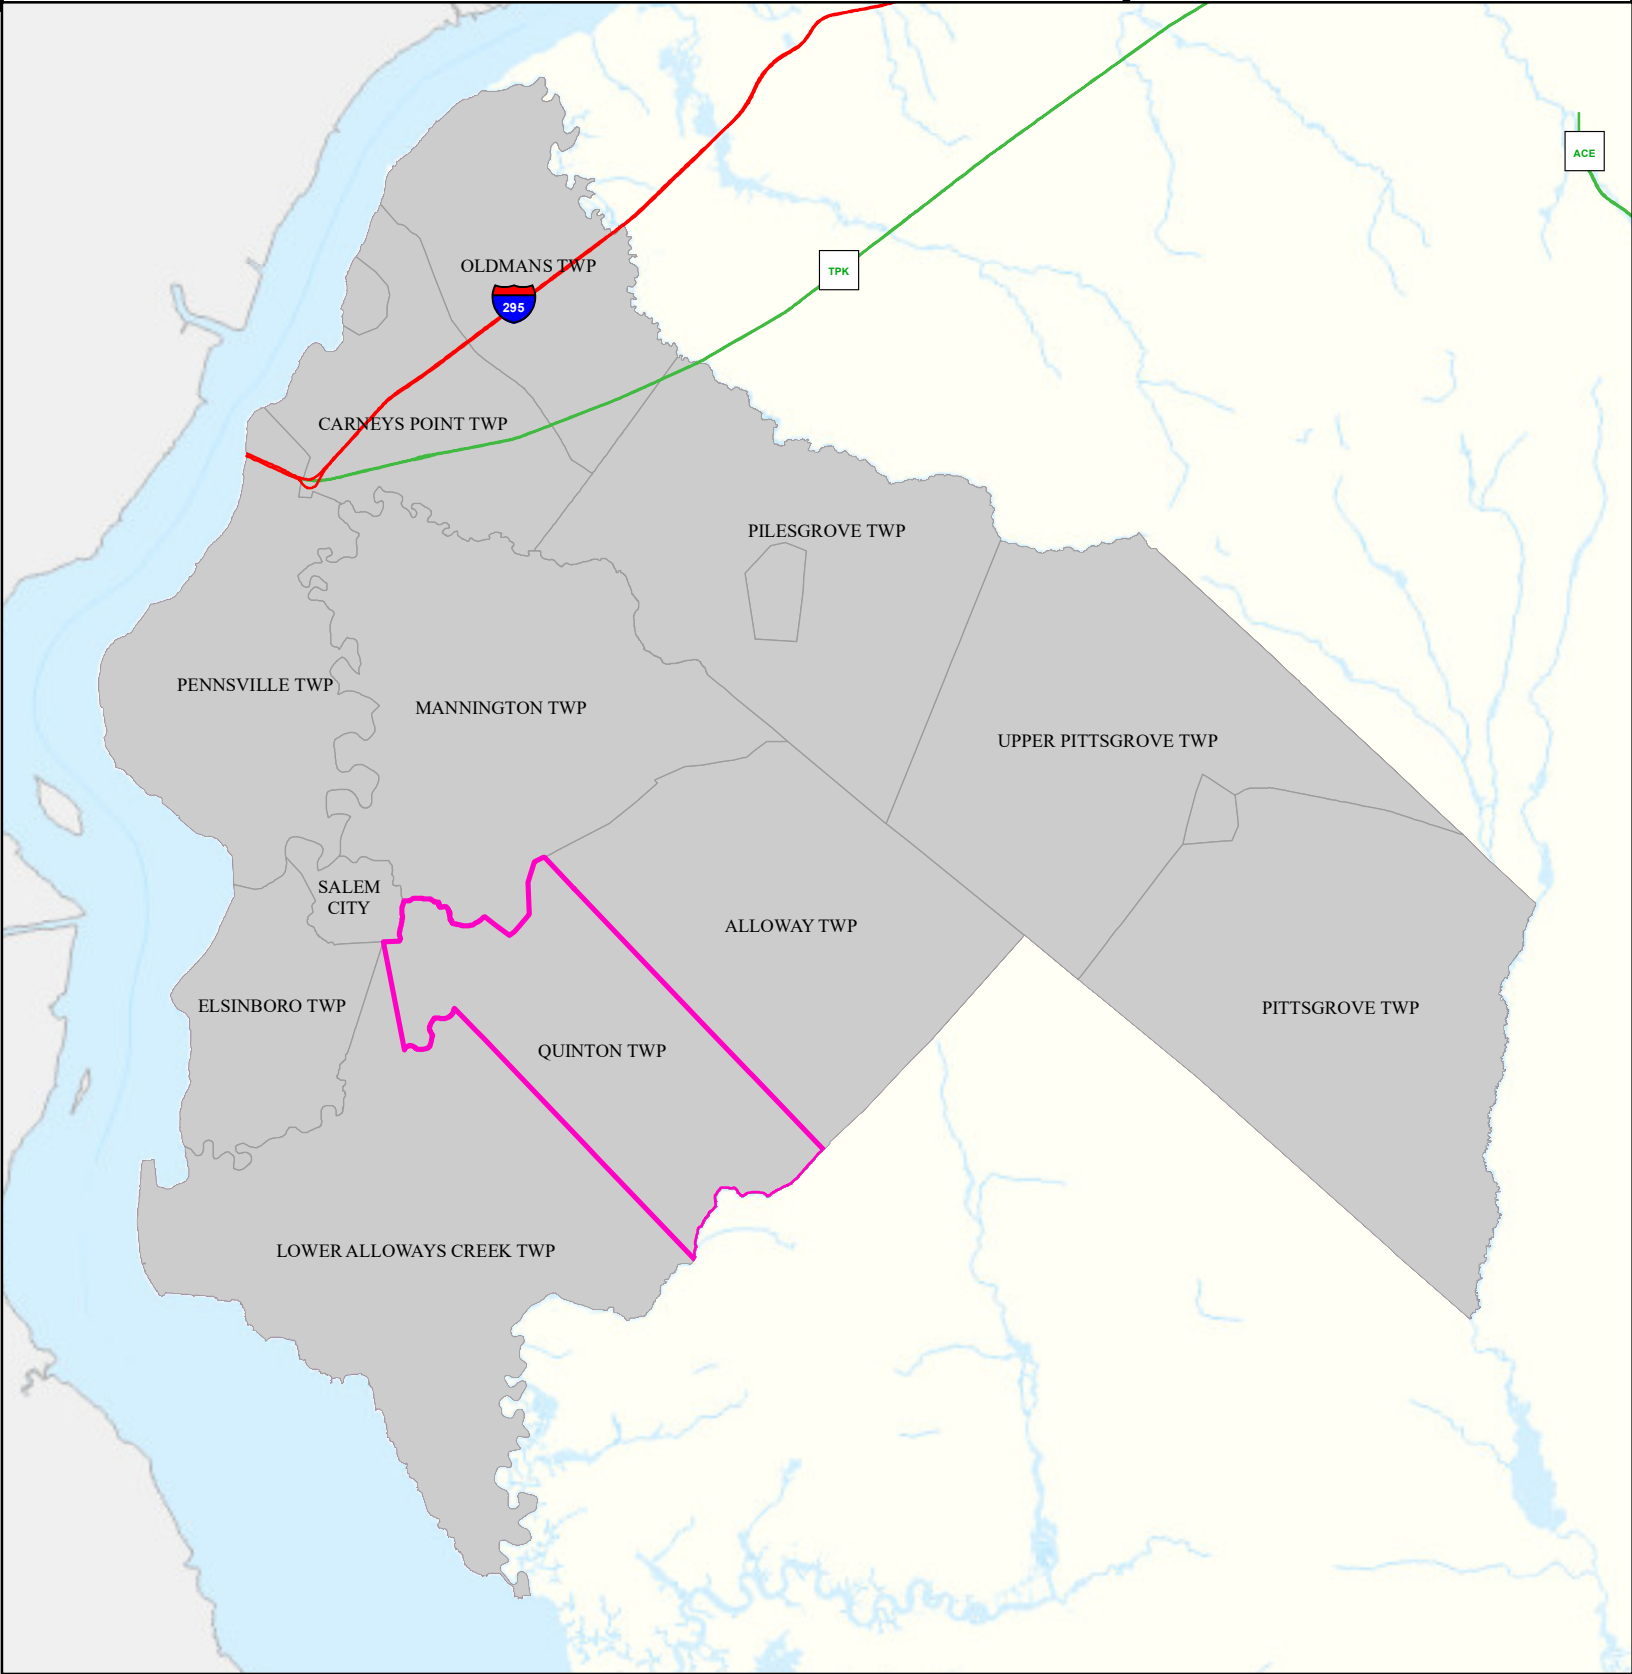 ACE
OLDMANS TWP
TPK
295
CARNEYS POINT TWP
PILESGROVE TWP
PENNSVILLE TWP
MANNINGTON TWP
UPPER PITTSGROVE TWP
SALEM
CITY
ALLOWAY TWP
ELSINBORO TWP
PITTSGROVE TWP
QUINTON TWP
LOWER ALLOWAYS CREEK TWP